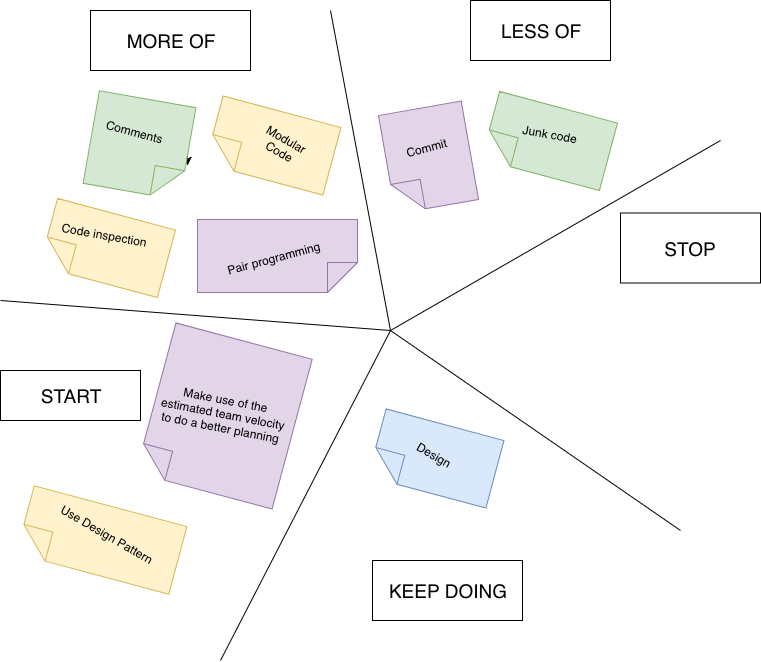 MORE OF
LESS OF
Comments
Modular
Code
Commit
Junk code
Code inspection
Pair programming
STOP
START
Make use of the
estimated team velocity
to do a better planning
Design
Use Design Pattern
KEEP DOING